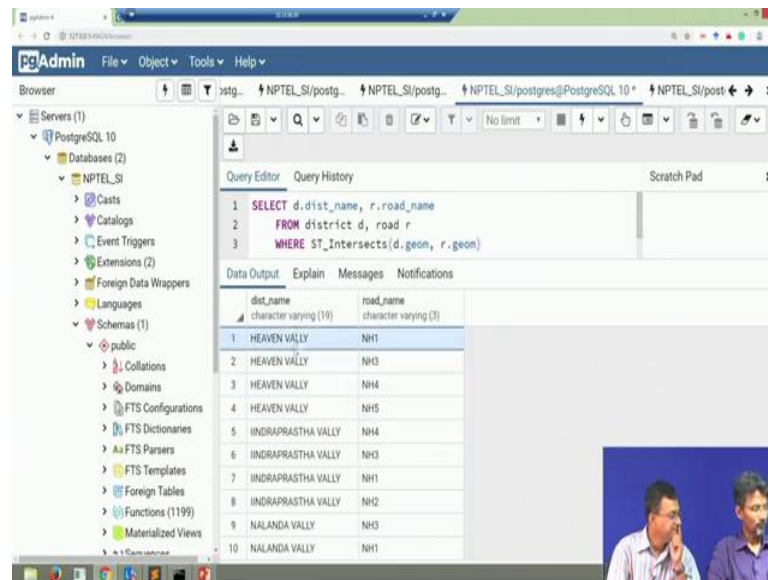 pgAdmin 4
PgAdmin File Object Tools Help
Browser
ostg... NPTEL_SI/postg... NPTEL_SI/postg... NPTEL_SI/postgres@PostgreSQL 10 * NPTEL_SI/post
Servers (1)
PostgreSQL 10
Databases (2)
NPTEL_SI
Casts
Catalogs
Event Triggers
Extensions (2)
Foreign Data Wrappers
Languages
Schemas (1)
public
Collations
Domains
FTS Configurations
FTS Dictionaries
FTS Parsers
FTS Templates
Foreign Tables
Functions (1199)
Materialized Views
Sequences
No limit
Query Editor Query History Scratch Pad
1 SELECT d.dist_name, r.road_name
2 FROM district d, road r
3 WHERE ST_Intersects(d.geom, r.geom)
Data Output Explain Messages Notifications
dist_name road_name
character varying (19) character varying (3)
1 HEAVEN VALLY NH1
2 HEAVEN VALLY NH3
3 HEAVEN VALLY NH4
4 HEAVEN VALLY NH5
5 IINDRAPRASTHA VALLY NH4
6 IINDRAPRASTHA VALLY NH3
7 IINDRAPRASTHA VALLY NH1
8 IINDRAPRASTHA VALLY NH2
9 NALANDA VALLY NH3
10 NALANDA VALLY NH1